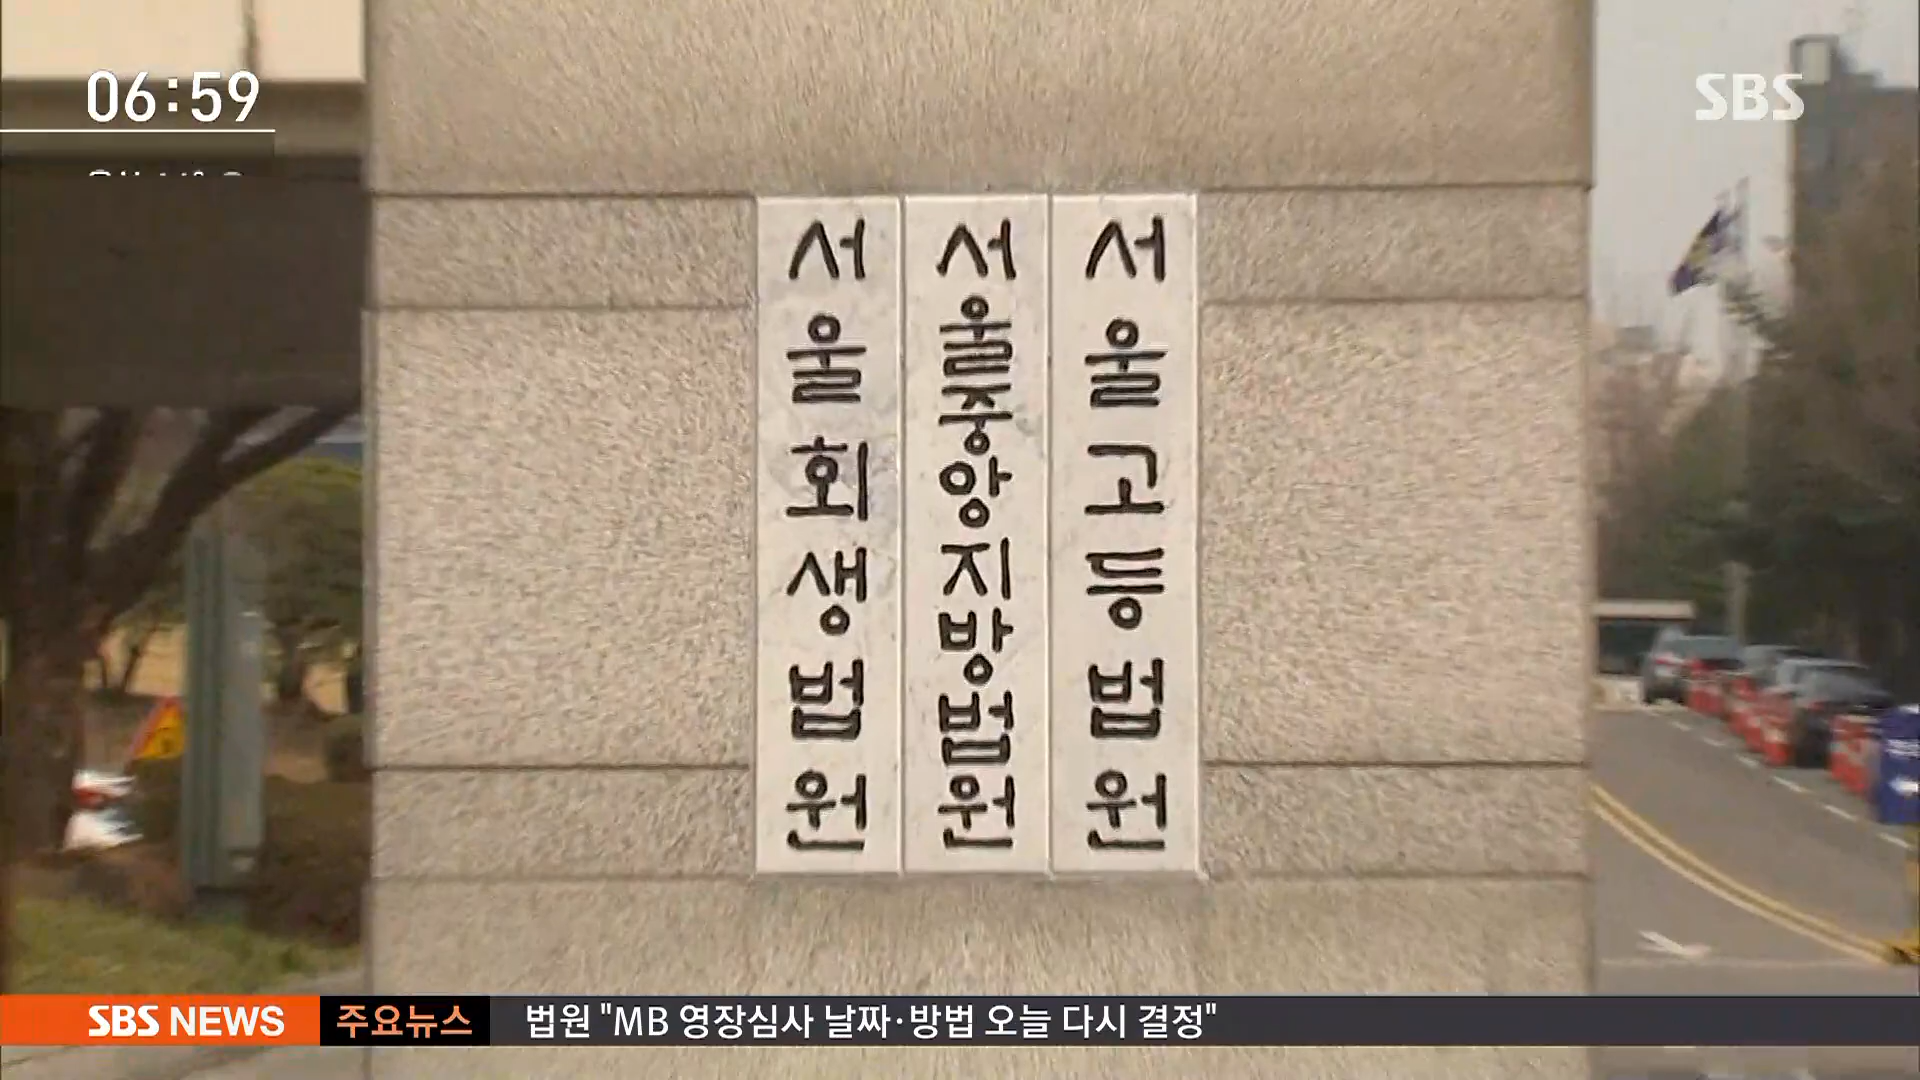 06:59
SBS
서울회생법원
서울중앙지방법원
서울고등법원
SBS NEWS 주요뉴스 법원 "MB 영장심사 날짜·방법 오늘 다시 결정"